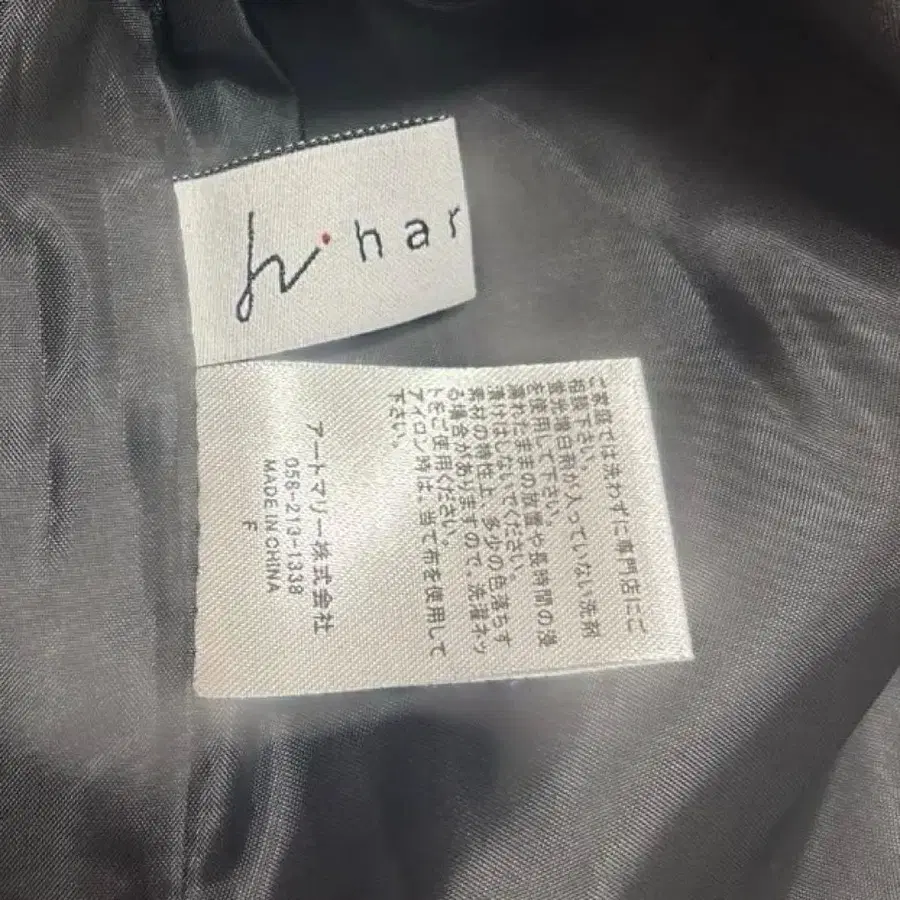 h
har
ご家庭では洗わずに専門店にご
相談下さい。
蛍光増白剤が入っていない洗剤
を使用して下さい。
濡れたままの放置や長時間の浸
漬けはしないでください。
素材の特性上、多少の色落ちす
る場合がありますので、洗濯ネッ
トをご使用ください。
アイロン時は、当て布を使用して
下さい。
アートマリー株式会社
058-213-1338
MADE IN CHINA
F